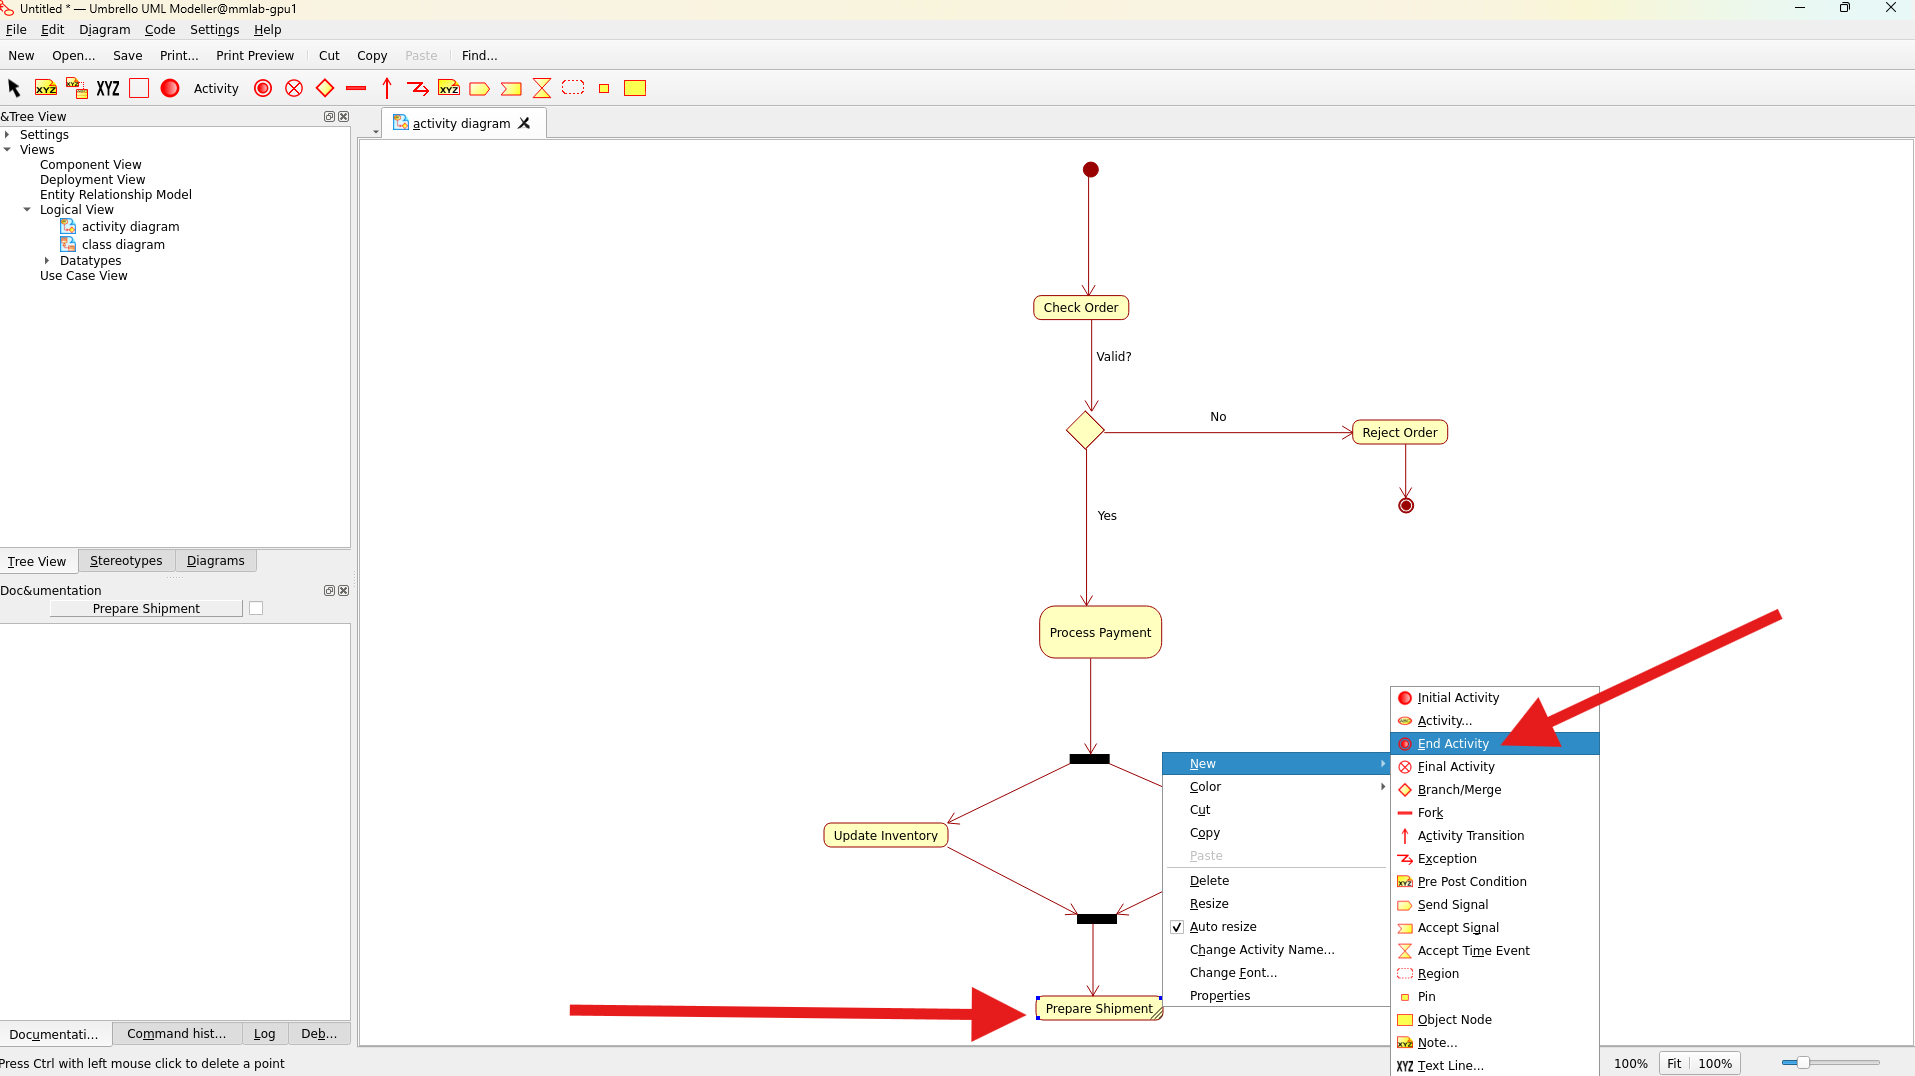 Untitled * — Umbrello UML Modeller@mmlab-gpu1
File Edit Diagram Code Settings Help
New Open... Save Print... Print Preview Cut Copy Paste Find...
XYZ XYZ XYZ Activity XYZ
&Tree View
activity diagram
Settings
Views
Component View
Deployment View
Entity Relationship Model
Logical View
activity diagram
class diagram
Datatypes
Use Case View
Tree View Stereotypes Diagrams
Doc&umentation
Prepare Shipment
Documentati... Command hist... Log Deb...
Press Ctrl with left mouse click to delete a point
Check Order
Valid?
No
Reject Order
Yes
Process Payment
Update Inventory
Prepare Shipment
New
Color
Cut
Copy
Paste
Delete
Resize
Auto resize
Change Activity Name...
Change Font...
Properties
Initial Activity
Activity...
End Activity
Final Activity
Branch/Merge
Fork
Activity Transition
Exception
XYZ Pre Post Condition
Send Signal
Accept Signal
Accept Time Event
Region
Pin
Object Node
XYZ Note...
XYZ Text Line...
100% Fit 100%